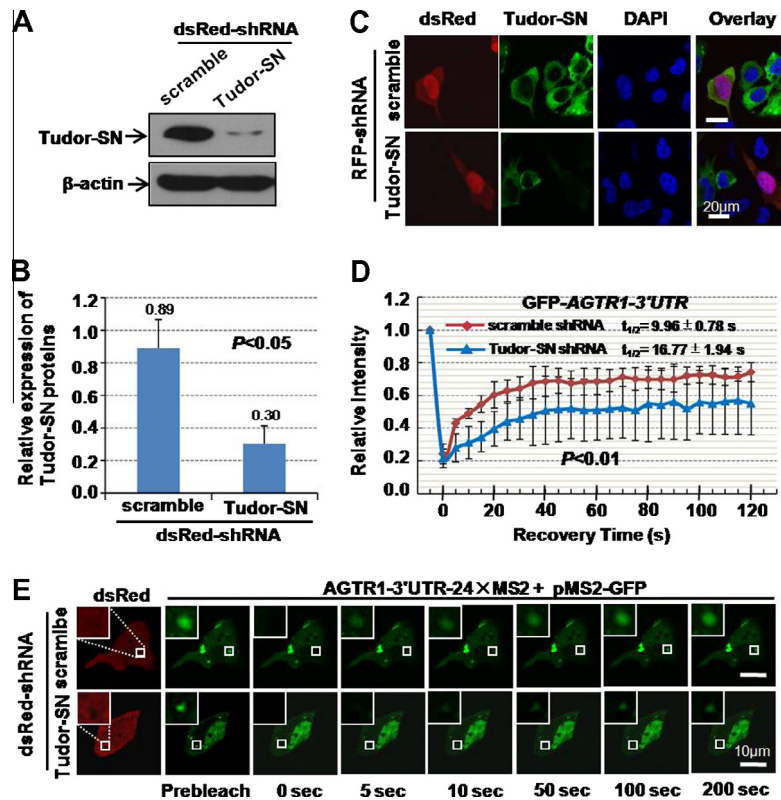 A
dsRed-shRNA
scramble
Tudor-SN
Tudor-SN
β-actin
B
Relative expression of
Tudor-SN proteins
1.2
1.0
0.8
0.6
0.4
0.2
0.0
0.89
P<0.05
0.30
scramble
Tudor-SN
dsRed-shRNA
C
dsRed
Tudor-SN
DAPI
Overlay
RFP-shRNA
scramble
Tudor-SN
20μm
D
GFP-AGTR1-3'UTR
scramble shRNA t1/2= 9.96 ± 0.78 s
Tudor-SN shRNA t1/2= 16.77 ± 1.94 s
Relative Intensity
1.2
1.0
0.8
0.6
0.4
0.2
0.0
P<0.01
0
20
40
60
80
100
120
Recovery Time (s)
E
dsRed
AGTR1-3'UTR-24×MS2 + pMS2-GFP
dsRed-shRNA
scramlbe
Tudor-SN
10μm
Prebleach
0 sec
5 sec
10 sec
50 sec
100 sec
200 sec